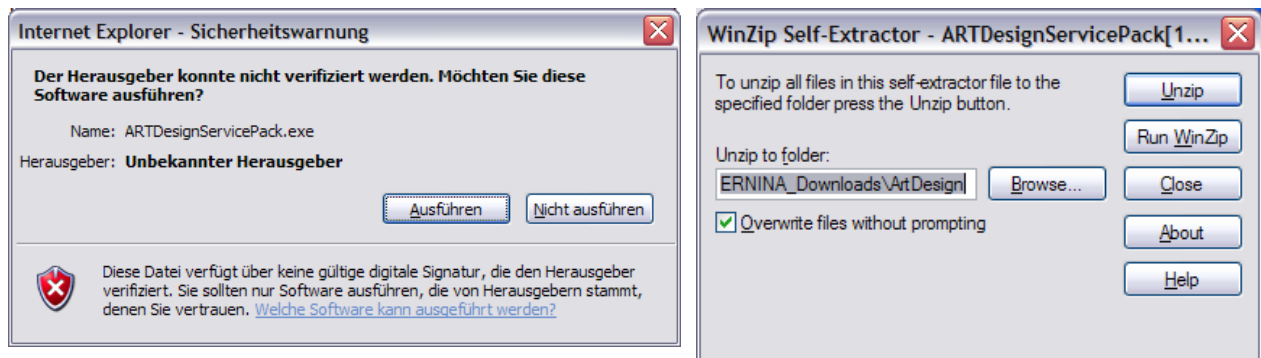 Internet Explorer - Sicherheitswarnung
Der Herausgeber konnte nicht verifiziert werden. Möchten Sie diese
Software ausführen?
Name: ARTDesignServicePack.exe
Herausgeber: Unbekannter Herausgeber
Ausführen
Nicht ausführen
Diese Datei verfügt über keine gültige digitale Signatur, die den Herausgeber
verifiziert. Sie sollten nur Software ausführen, die von Herausgebern stammt,
denen Sie vertrauen. Welche Software kann ausgeführt werden?
WinZip Self-Extractor - ARTDesignServicePack[1...
To unzip all files in this self-extractor file to the
specified folder press the Unzip button.
Unzip to folder:
ERNINA_Downloads\ArtDesign
Browse...
Overwrite files without prompting
Unzip
Run WinZip
Close
About
Help